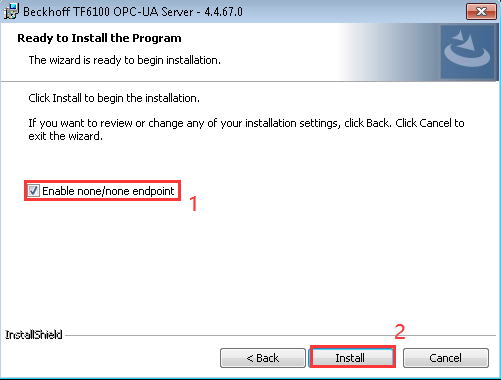 Beckhoff TF6100 OPC-UA Server - 4.4.67.0
Ready to Install the Program
The wizard is ready to begin installation.
Click Install to begin the installation.
If you want to review or change any of your installation settings, click Back. Click Cancel to
exit the wizard.
Enable none/none endpoint
1
InstallShield
2
< Back
Install
Cancel